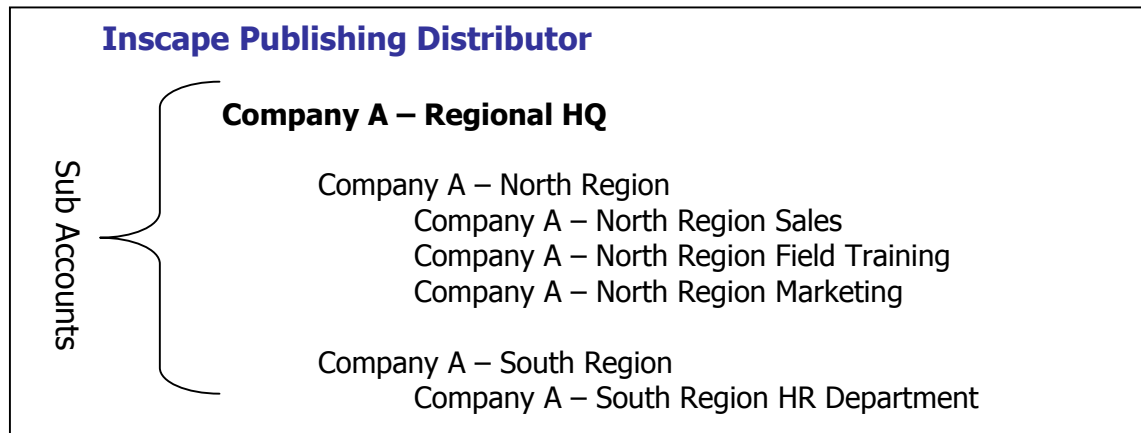 Inscape Publishing Distributor
Company A – Regional HQ
Sub Accounts
Company A – North Region
Company A – North Region Sales
Company A – North Region Field Training
Company A – North Region Marketing
Company A – South Region
Company A – South Region HR Department